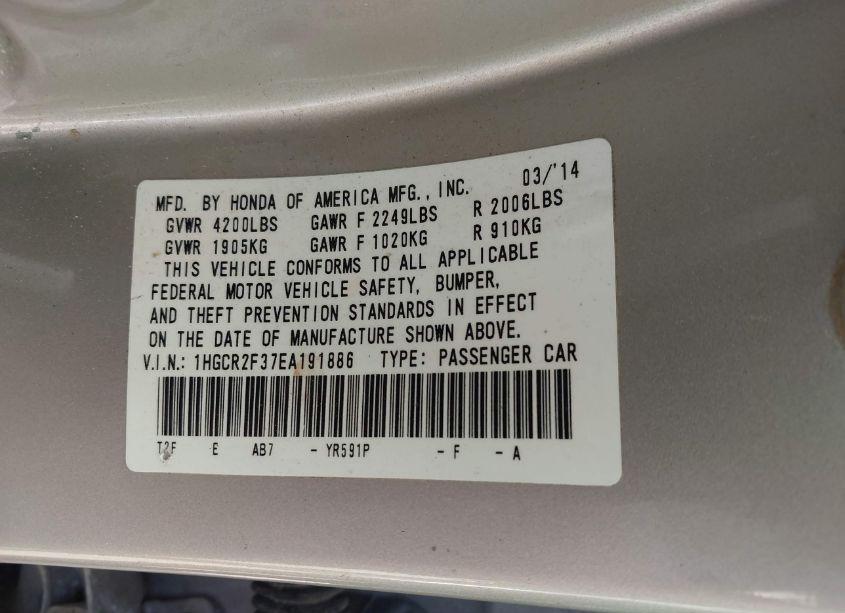 MFD. BY HONDA OF AMERICA MFG., INC. 03/'14
GVWR 4200LBS GAWR F 2249LBS R 2006LBS
GVWR 1905KG GAWR F 1020KG R 910KG
THIS VEHICLE CONFORMS TO ALL APPLICABLE
FEDERAL MOTOR VEHICLE SAFETY, BUMPER,
AND THEFT PREVENTION STANDARDS IN EFFECT
ON THE DATE OF MANUFACTURE SHOWN ABOVE.
V.I.N.: 1HGCR2F37EA191886 TYPE: PASSENGER CAR
T2F E AB7 - YR591P - F - A